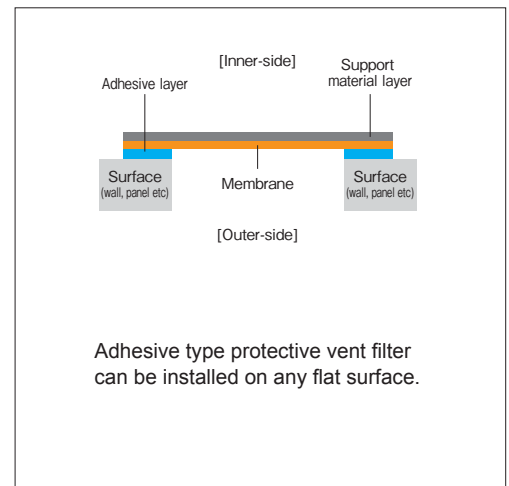 [Inner-side]
Adhesive layer
Support
material layer
Surface
(wall, panel etc)
Membrane
Surface
(wall, panel etc)
[Outer-side]
Adhesive type protective vent filter
can be installed on any flat surface.